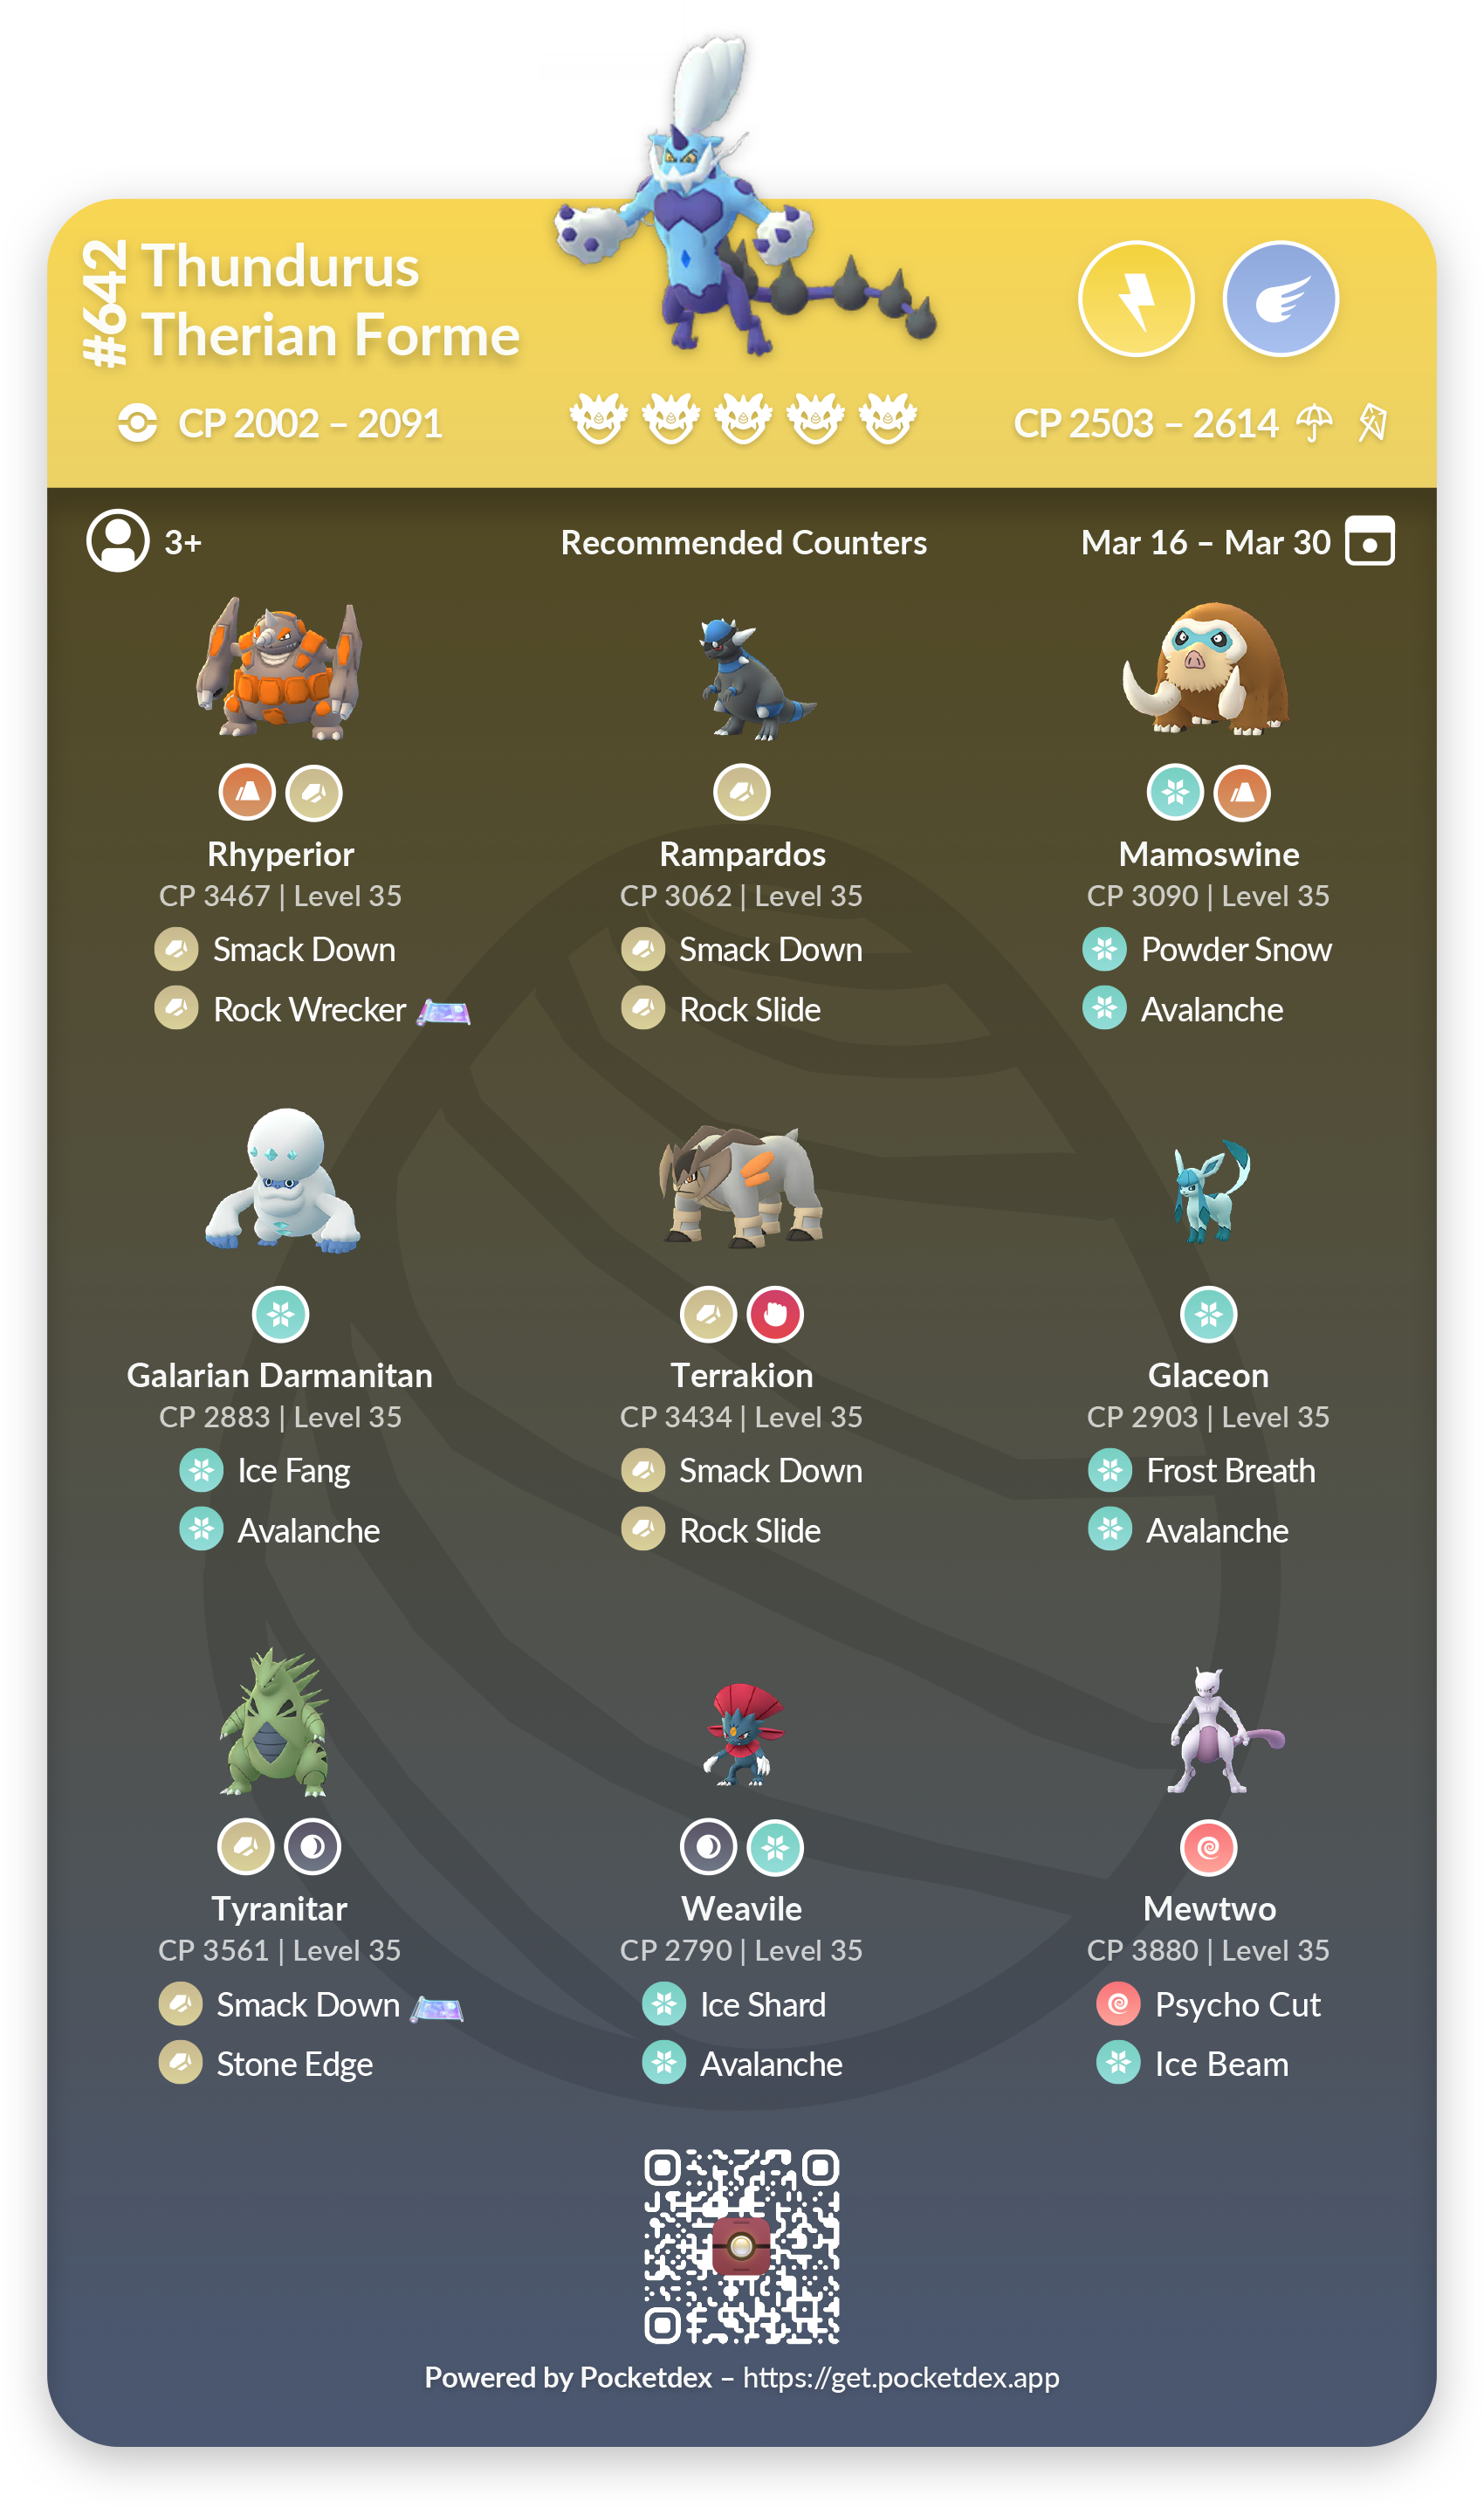 #642
Thundurus
Therian Forme
CP 2002 – 2091
CP 2503 – 2614
3+
Recommended Counters
Mar 16 – Mar 30
Rhyperior
CP 3467 | Level 35
Smack Down
Rock Wrecker
Rampardos
CP 3062 | Level 35
Smack Down
Rock Slide
Mamoswine
CP 3090 | Level 35
Powder Snow
Avalanche
Galarian Darmanitan
CP 2883 | Level 35
Ice Fang
Avalanche
Terrakion
CP 3434 | Level 35
Smack Down
Rock Slide
Glaceon
CP 2903 | Level 35
Frost Breath
Avalanche
Tyranitar
CP 3561 | Level 35
Smack Down
Stone Edge
Weavile
CP 2790 | Level 35
Ice Shard
Avalanche
Mewtwo
CP 3880 | Level 35
Psycho Cut
Ice Beam
Powered by Pocketdex – https://get.pocketdex.app